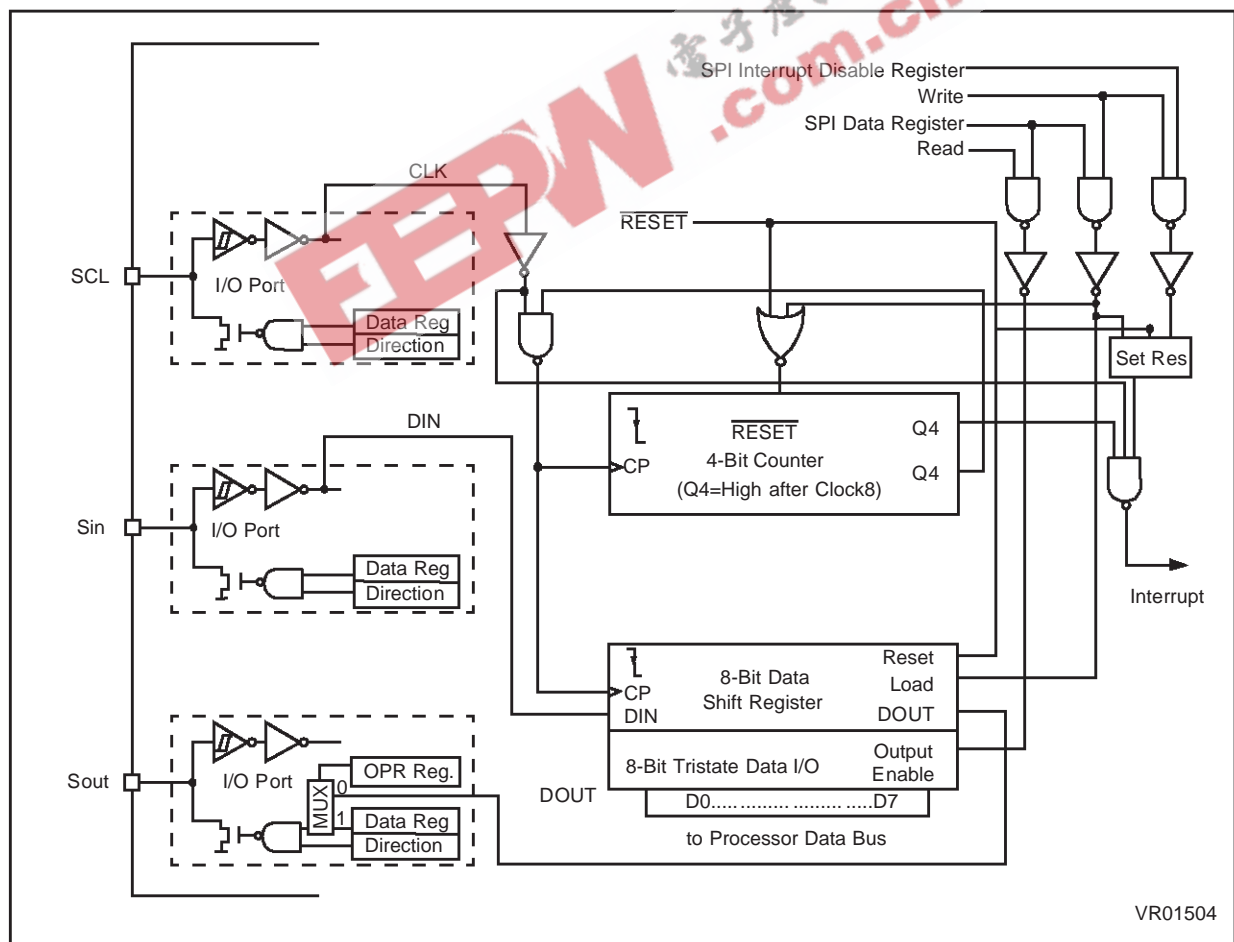 SPI Interrupt Disable Register
Write
SPI Data Register
Read
CLK
RESET
SCL
I/O Port
Data Reg
Direction
Set Res
DIN
RESET
Q4
CP
4-Bit Counter
Q4
(Q4=High after Clock8)
Sin
I/O Port
Data Reg
Direction
Interrupt
Reset
8-Bit Data
Load
CP
Shift Register
DIN
DOUT
Sout
I/O Port
OPR Reg.
MUX
0
1
Data Reg
Direction
Output
Enable
8-Bit Tristate Data I/O
DOUT
D0..... ......... ......... .....D7
to Processor Data Bus
VR01504
EEPW
.com.cn